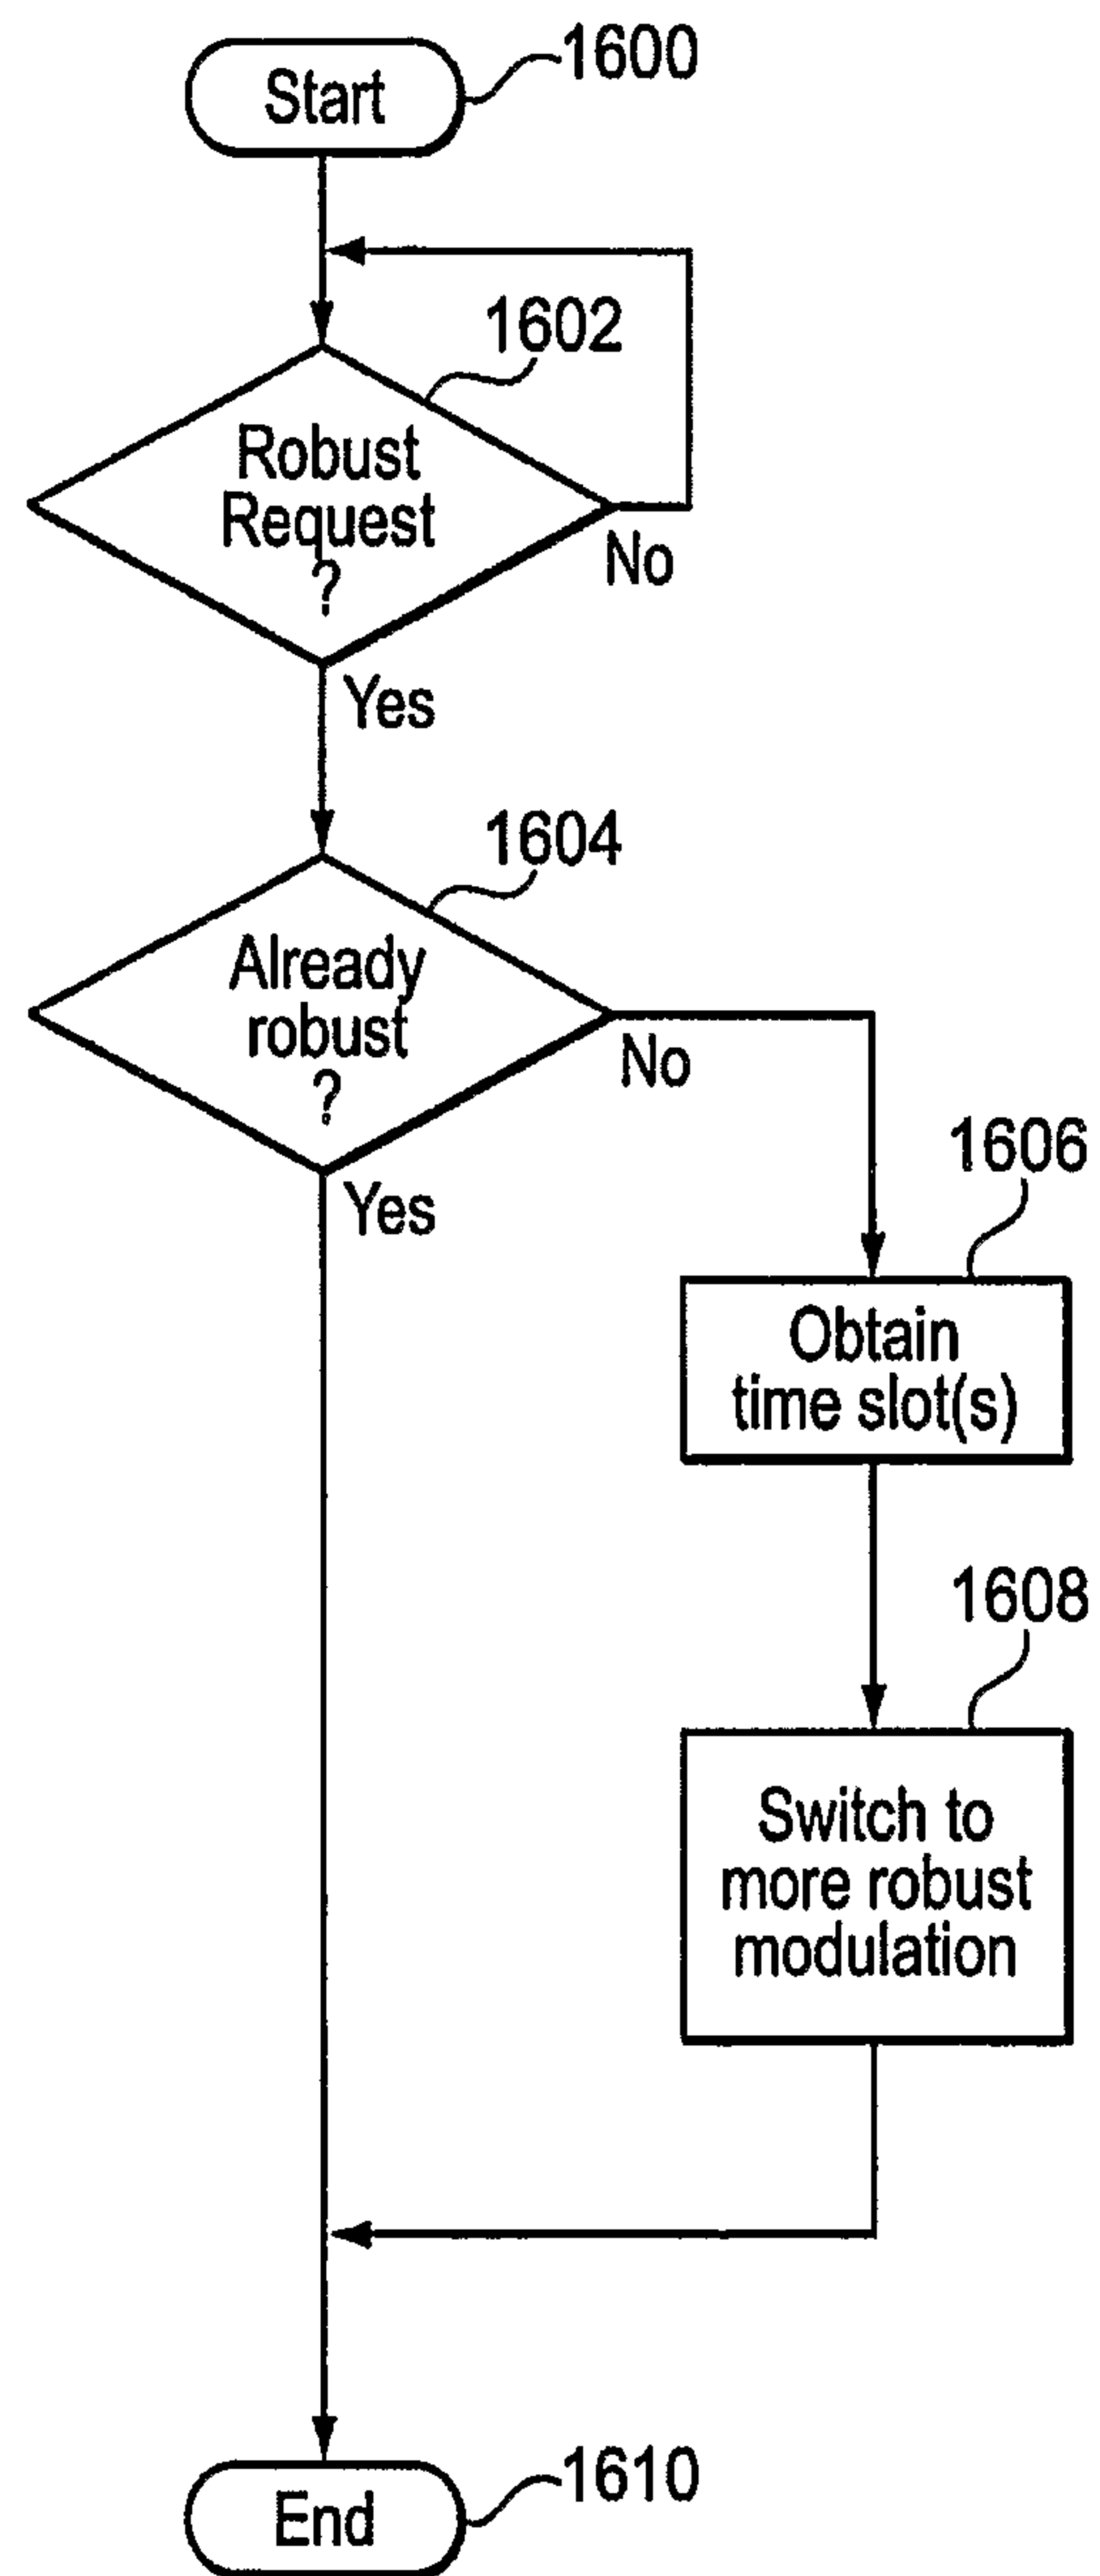 Start
1600
1602
Robust
Request
?
No
Yes
1604
Already
robust
?
No
Yes
1606
Obtain
time slot(s)
1608
Switch to
more robust
modulation
End
1610